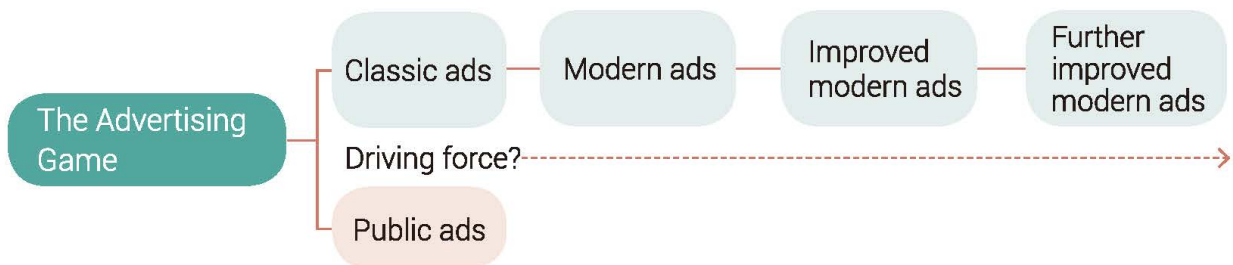 The Advertising
Game
Classic ads
Modern ads
Improved
modern ads
Further
improved
modern ads
Driving force?
Public ads